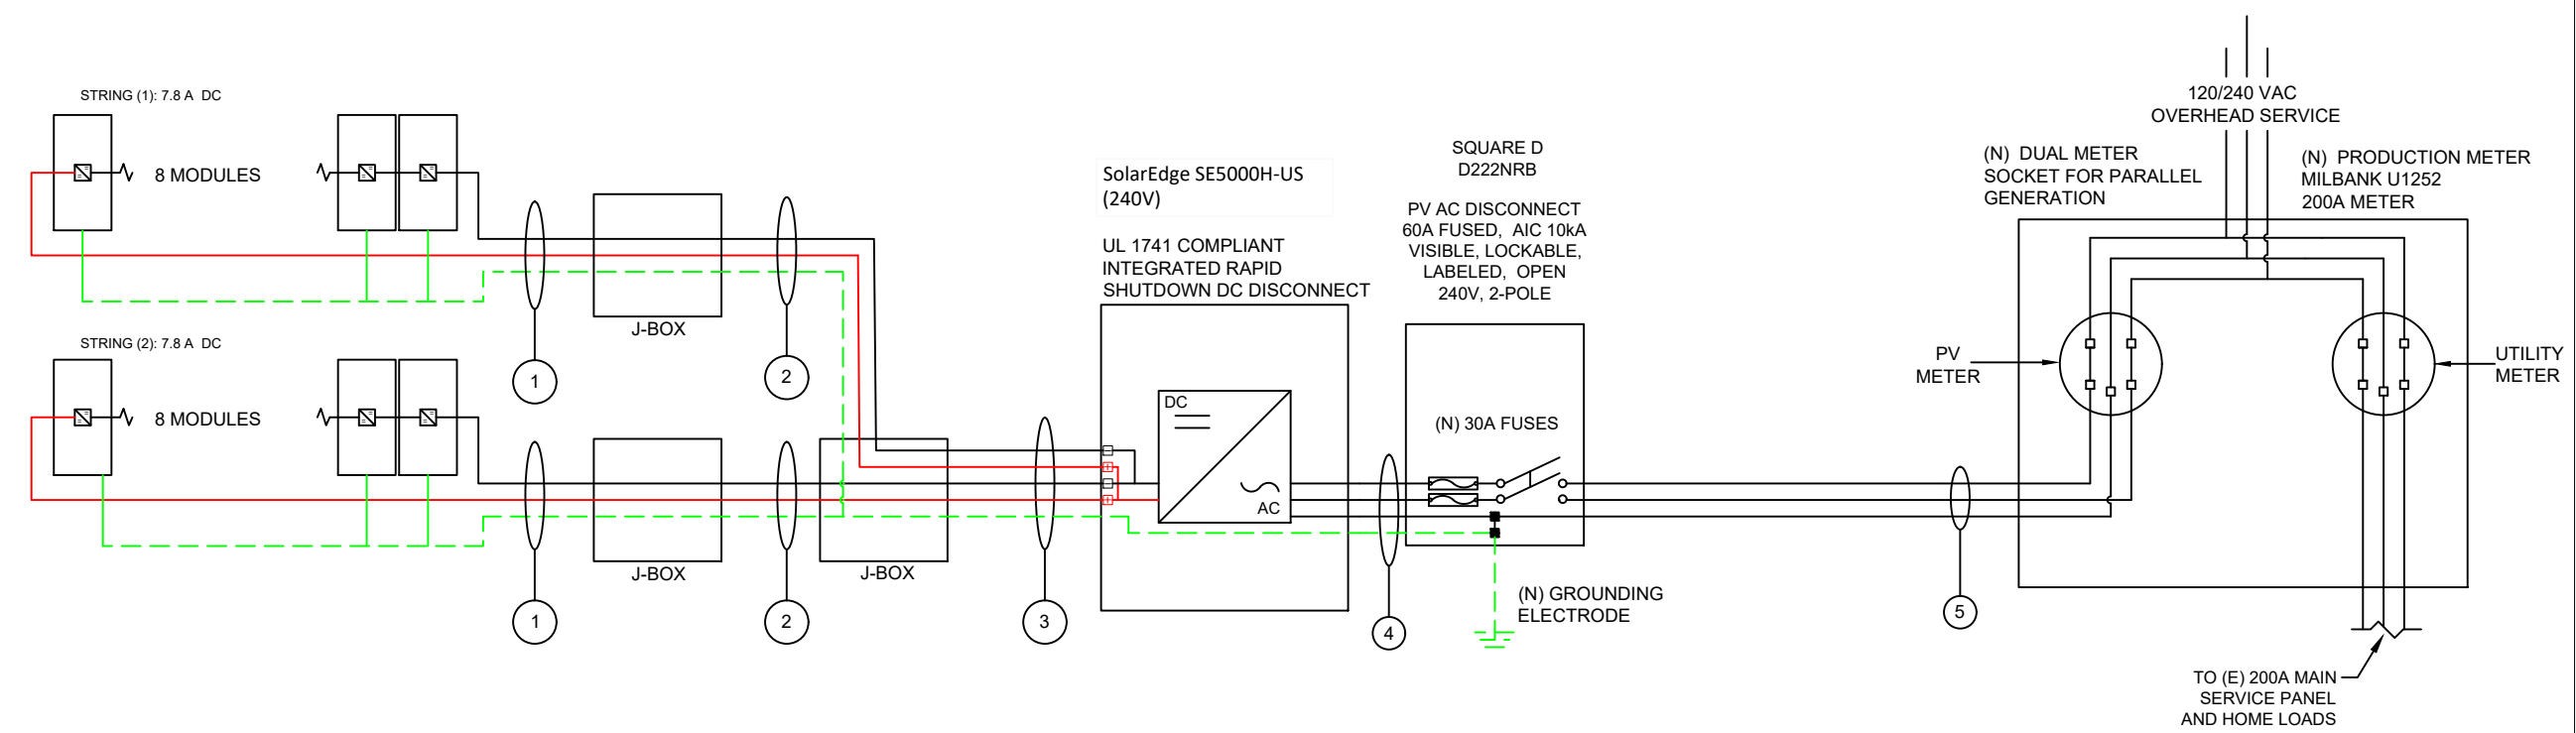 STRING (1): 7.8 A  DC
8 MODULES
J-BOX
1
2
STRING (2): 7.8 A  DC
8 MODULES
J-BOX
J-BOX
1
2
3
SolarEdge SE5000H-US
(240V)
UL 1741 COMPLIANT
INTEGRATED RAPID
SHUTDOWN DC DISCONNECT
DC
AC
4
SQUARE D
D222NRB
PV AC DISCONNECT
60A FUSED,  AIC 10kA
VISIBLE, LOCKABLE,
LABELED,  OPEN
240V, 2-POLE
(N) 30A FUSES
(N) GROUNDING
ELECTRODE
5
120/240 VAC
OVERHEAD SERVICE
(N)  DUAL METER
SOCKET FOR PARALLEL
GENERATION
(N)  PRODUCTION METER
MILBANK U1252
200A METER
PV
METER
UTILITY
METER
TO (E) 200A MAIN
SERVICE PANEL
AND HOME LOADS